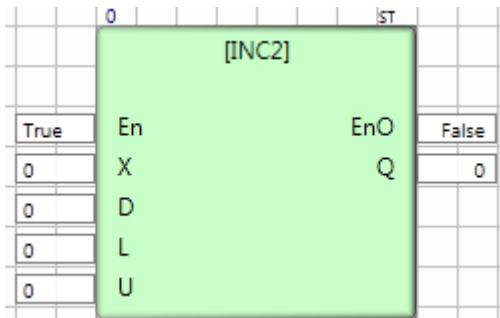 0 ST
[INC2]
True En EnO False
0 X Q 0
0 D
0 L
0 U